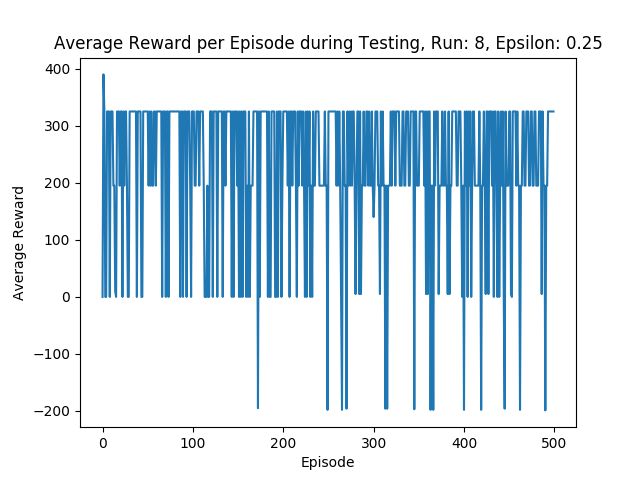 Average Reward per Episode during Testing, Run: 8, Epsilon: 0.25
400
300
200
100
0
−100
−200
Average Reward
0 100 200 300 400 500
Episode